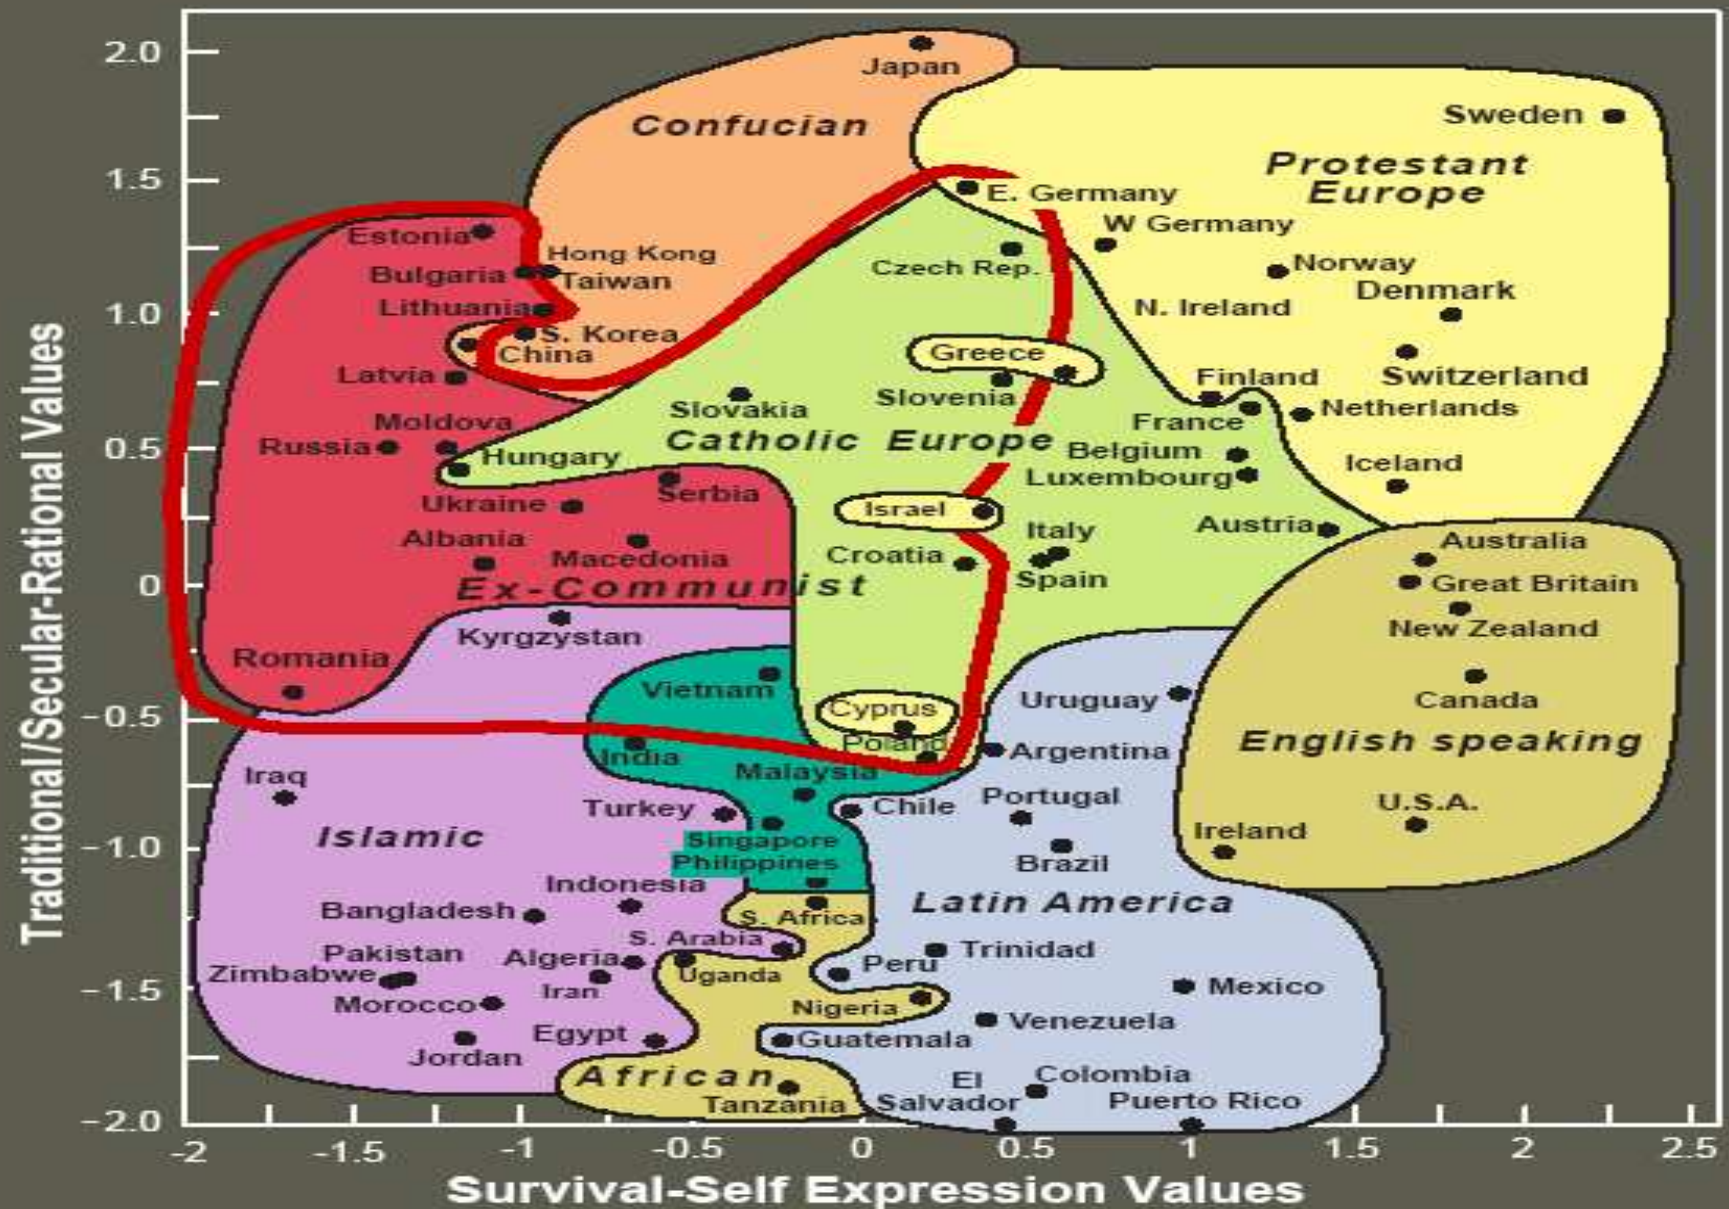 2.0
1.5
1.0
0.5
0
-0.5
-1.0
-1.5
-2.0
Traditional/Secular-Rational Values
Japan
Confucian
Sweden
Protestant
Europe
E. Germany
W Germany
Estonia
Hong Kong
Czech Rep.
Norway
Bulgaria
Taiwan
Denmark
Lithuania
N. Ireland
S. Korea
China
Greece
Latvia
Finland
Switzerland
Slovenia
Slovakia
Netherlands
Moldova
France
Russia
Catholic Europe
Hungary
Belgium
Iceland
Luxembourg
Serbia
Ukraine
Israel
Austria
Italy
Albania
Australia
Macedonia
Croatia
Spain
Great Britain
Ex-Communist
Kyrgzystan
New Zealand
Romania
Vietnam
Uruguay
Canada
Cyprus
Poland
English speaking
Argentina
India
Iraq
Malaysia
Turkey
Chile
Portugal
U.S.A.
Islamic
Ireland
Singapore
Brazil
Philippines
Indonesia
Latin America
Bangladesh
S. Africa
S. Arabia
Trinidad
Pakistan
Algeria
Peru
Zimbabwe
Uganda
Iran
Mexico
Morocco
Nigeria
Venezuela
Egypt
Guatemala
Jordan
African
El
Salvador
Colombia
Tanzania
Puerto Rico
-2 -1.5 -1 -0.5 0 0.5 1 1.5 2 2.5
Survival-Self Expression Values